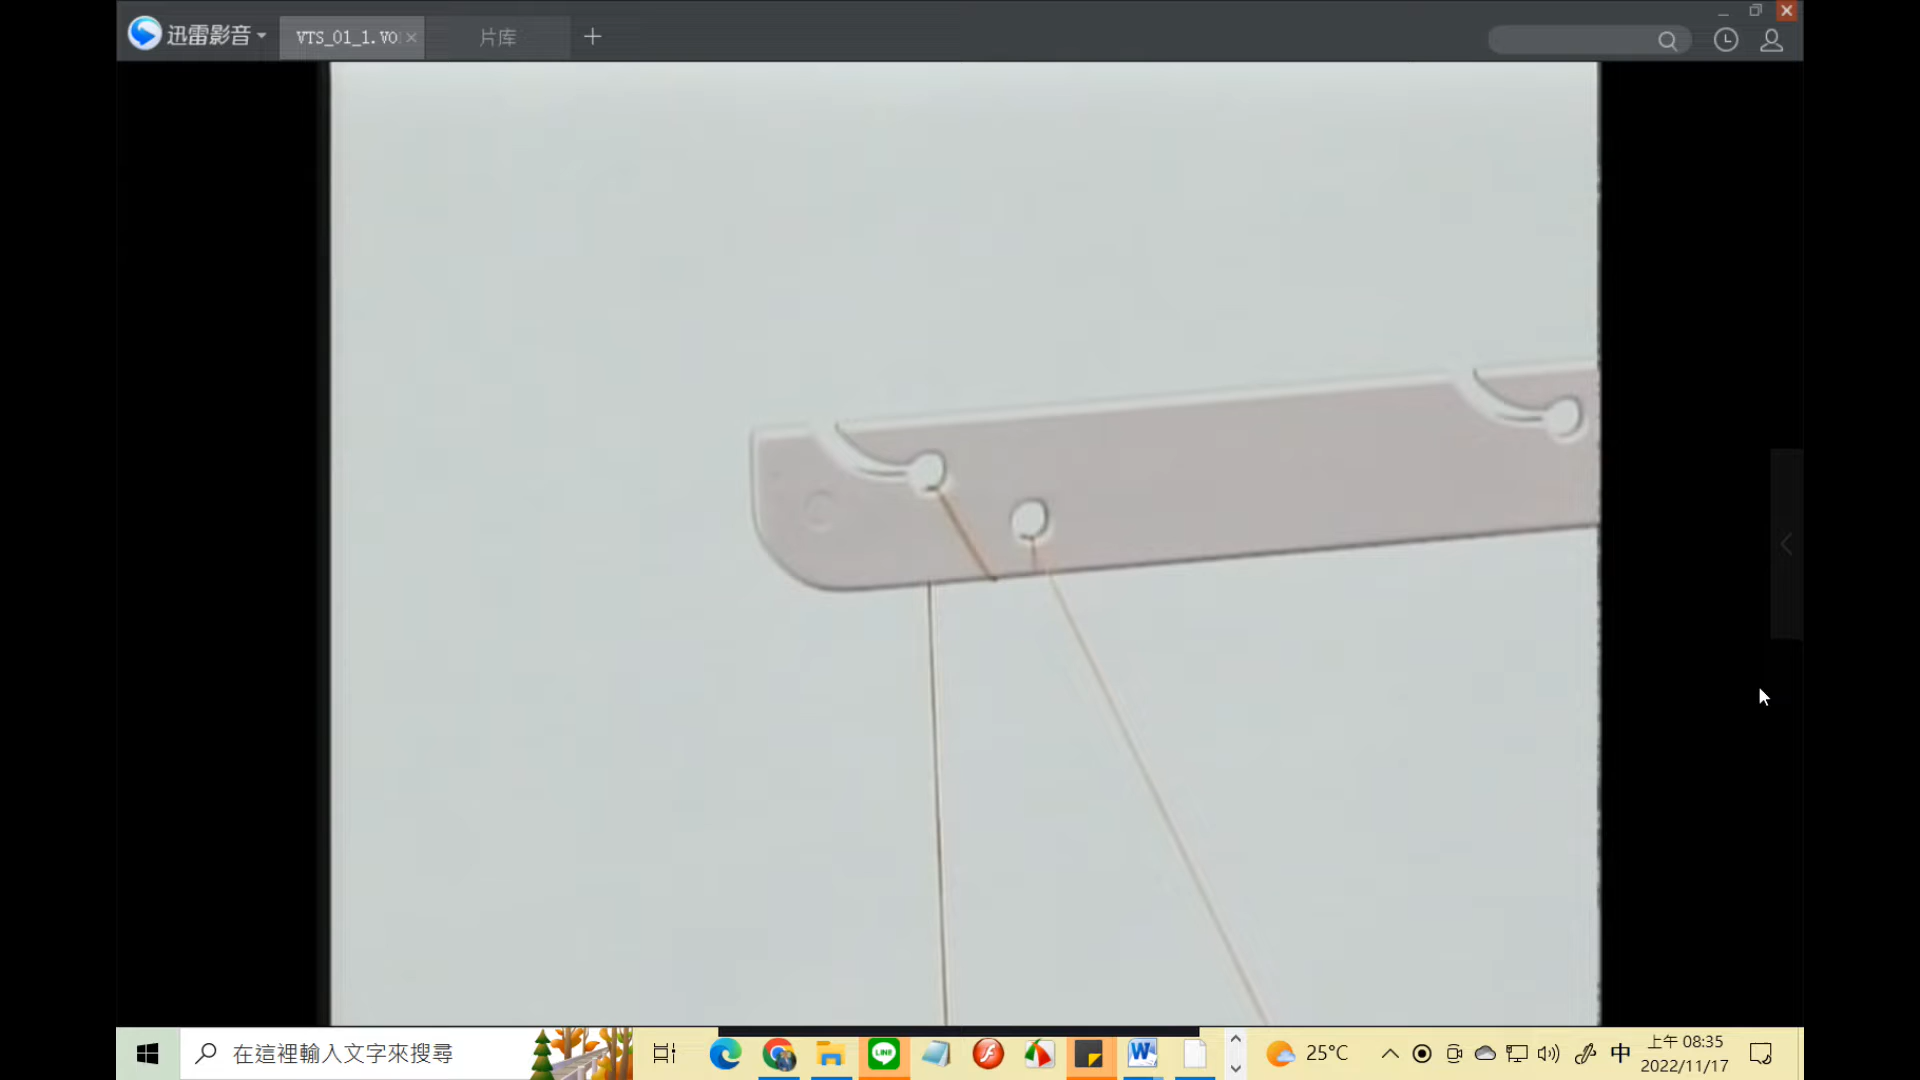 迅雷影音
VTS_01_1.VO
片库
在這裡輸入文字來搜尋
LINE
W
25°C
中
上午 08:35
2022/11/17